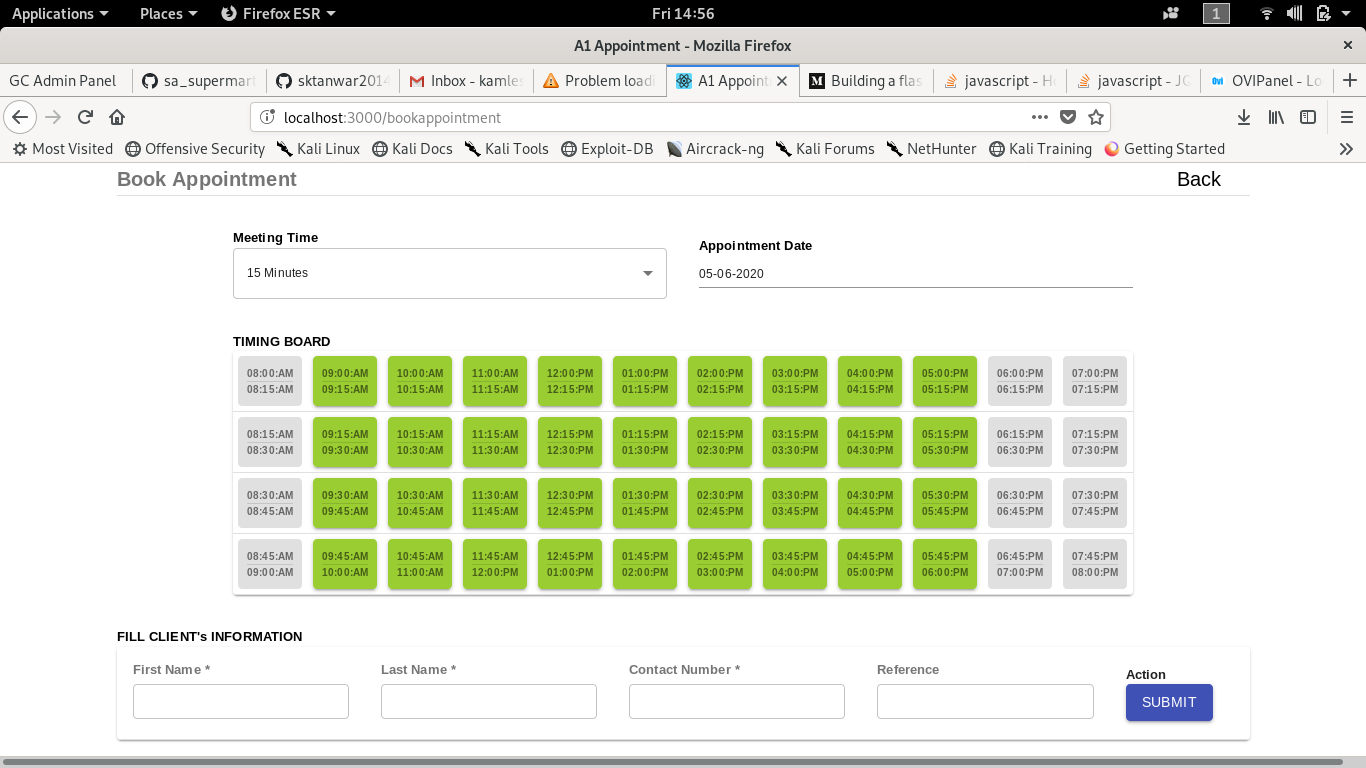 Applications Places Firefox ESR Fri 14:56 1
A1 Appointment - Mozilla Firefox
GC Admin Panel sa_supermart sktanwar2014 Inbox - kamles Problem loadi A1 Appoint Building a flas javascript - H javascript - JG OVIPanel - Lo
localhost:3000/bookappointment
Most Visited Offensive Security Kali Linux Kali Docs Kali Tools Exploit-DB Aircrack-ng Kali Forums NetHunter Kali Training Getting Started
Book Appointment Back
Meeting Time
Appointment Date
15 Minutes
05-06-2020
TIMING BOARD
08:00:AM 09:00:AM 10:00:AM 11:00:AM 12:00:PM 01:00:PM 02:00:PM 03:00:PM 04:00:PM 05:00:PM 06:00:PM 07:00:PM
08:15:AM 09:15:AM 10:15:AM 11:15:AM 12:15:PM 01:15:PM 02:15:PM 03:15:PM 04:15:PM 05:15:PM 06:15:PM 07:15:PM
08:15:AM 09:15:AM 10:15:AM 11:15:AM 12:15:PM 01:15:PM 02:15:PM 03:15:PM 04:15:PM 05:15:PM 06:15:PM 07:15:PM
08:30:AM 09:30:AM 10:30:AM 11:30:AM 12:30:PM 01:30:PM 02:30:PM 03:30:PM 04:30:PM 05:30:PM 06:30:PM 07:30:PM
08:30:AM 09:30:AM 10:30:AM 11:30:AM 12:30:PM 01:30:PM 02:30:PM 03:30:PM 04:30:PM 05:30:PM 06:30:PM 07:30:PM
08:45:AM 09:45:AM 10:45:AM 11:45:AM 12:45:PM 01:45:PM 02:45:PM 03:45:PM 04:45:PM 05:45:PM 06:45:PM 07:45:PM
08:45:AM 09:45:AM 10:45:AM 11:45:AM 12:45:PM 01:45:PM 02:45:PM 03:45:PM 04:45:PM 05:45:PM 06:45:PM 07:45:PM
09:00:AM 10:00:AM 11:00:AM 12:00:PM 01:00:PM 02:00:PM 03:00:PM 04:00:PM 05:00:PM 06:00:PM 07:00:PM 08:00:PM
FILL CLIENT's INFORMATION
First Name * Last Name * Contact Number * Reference Action
SUBMIT